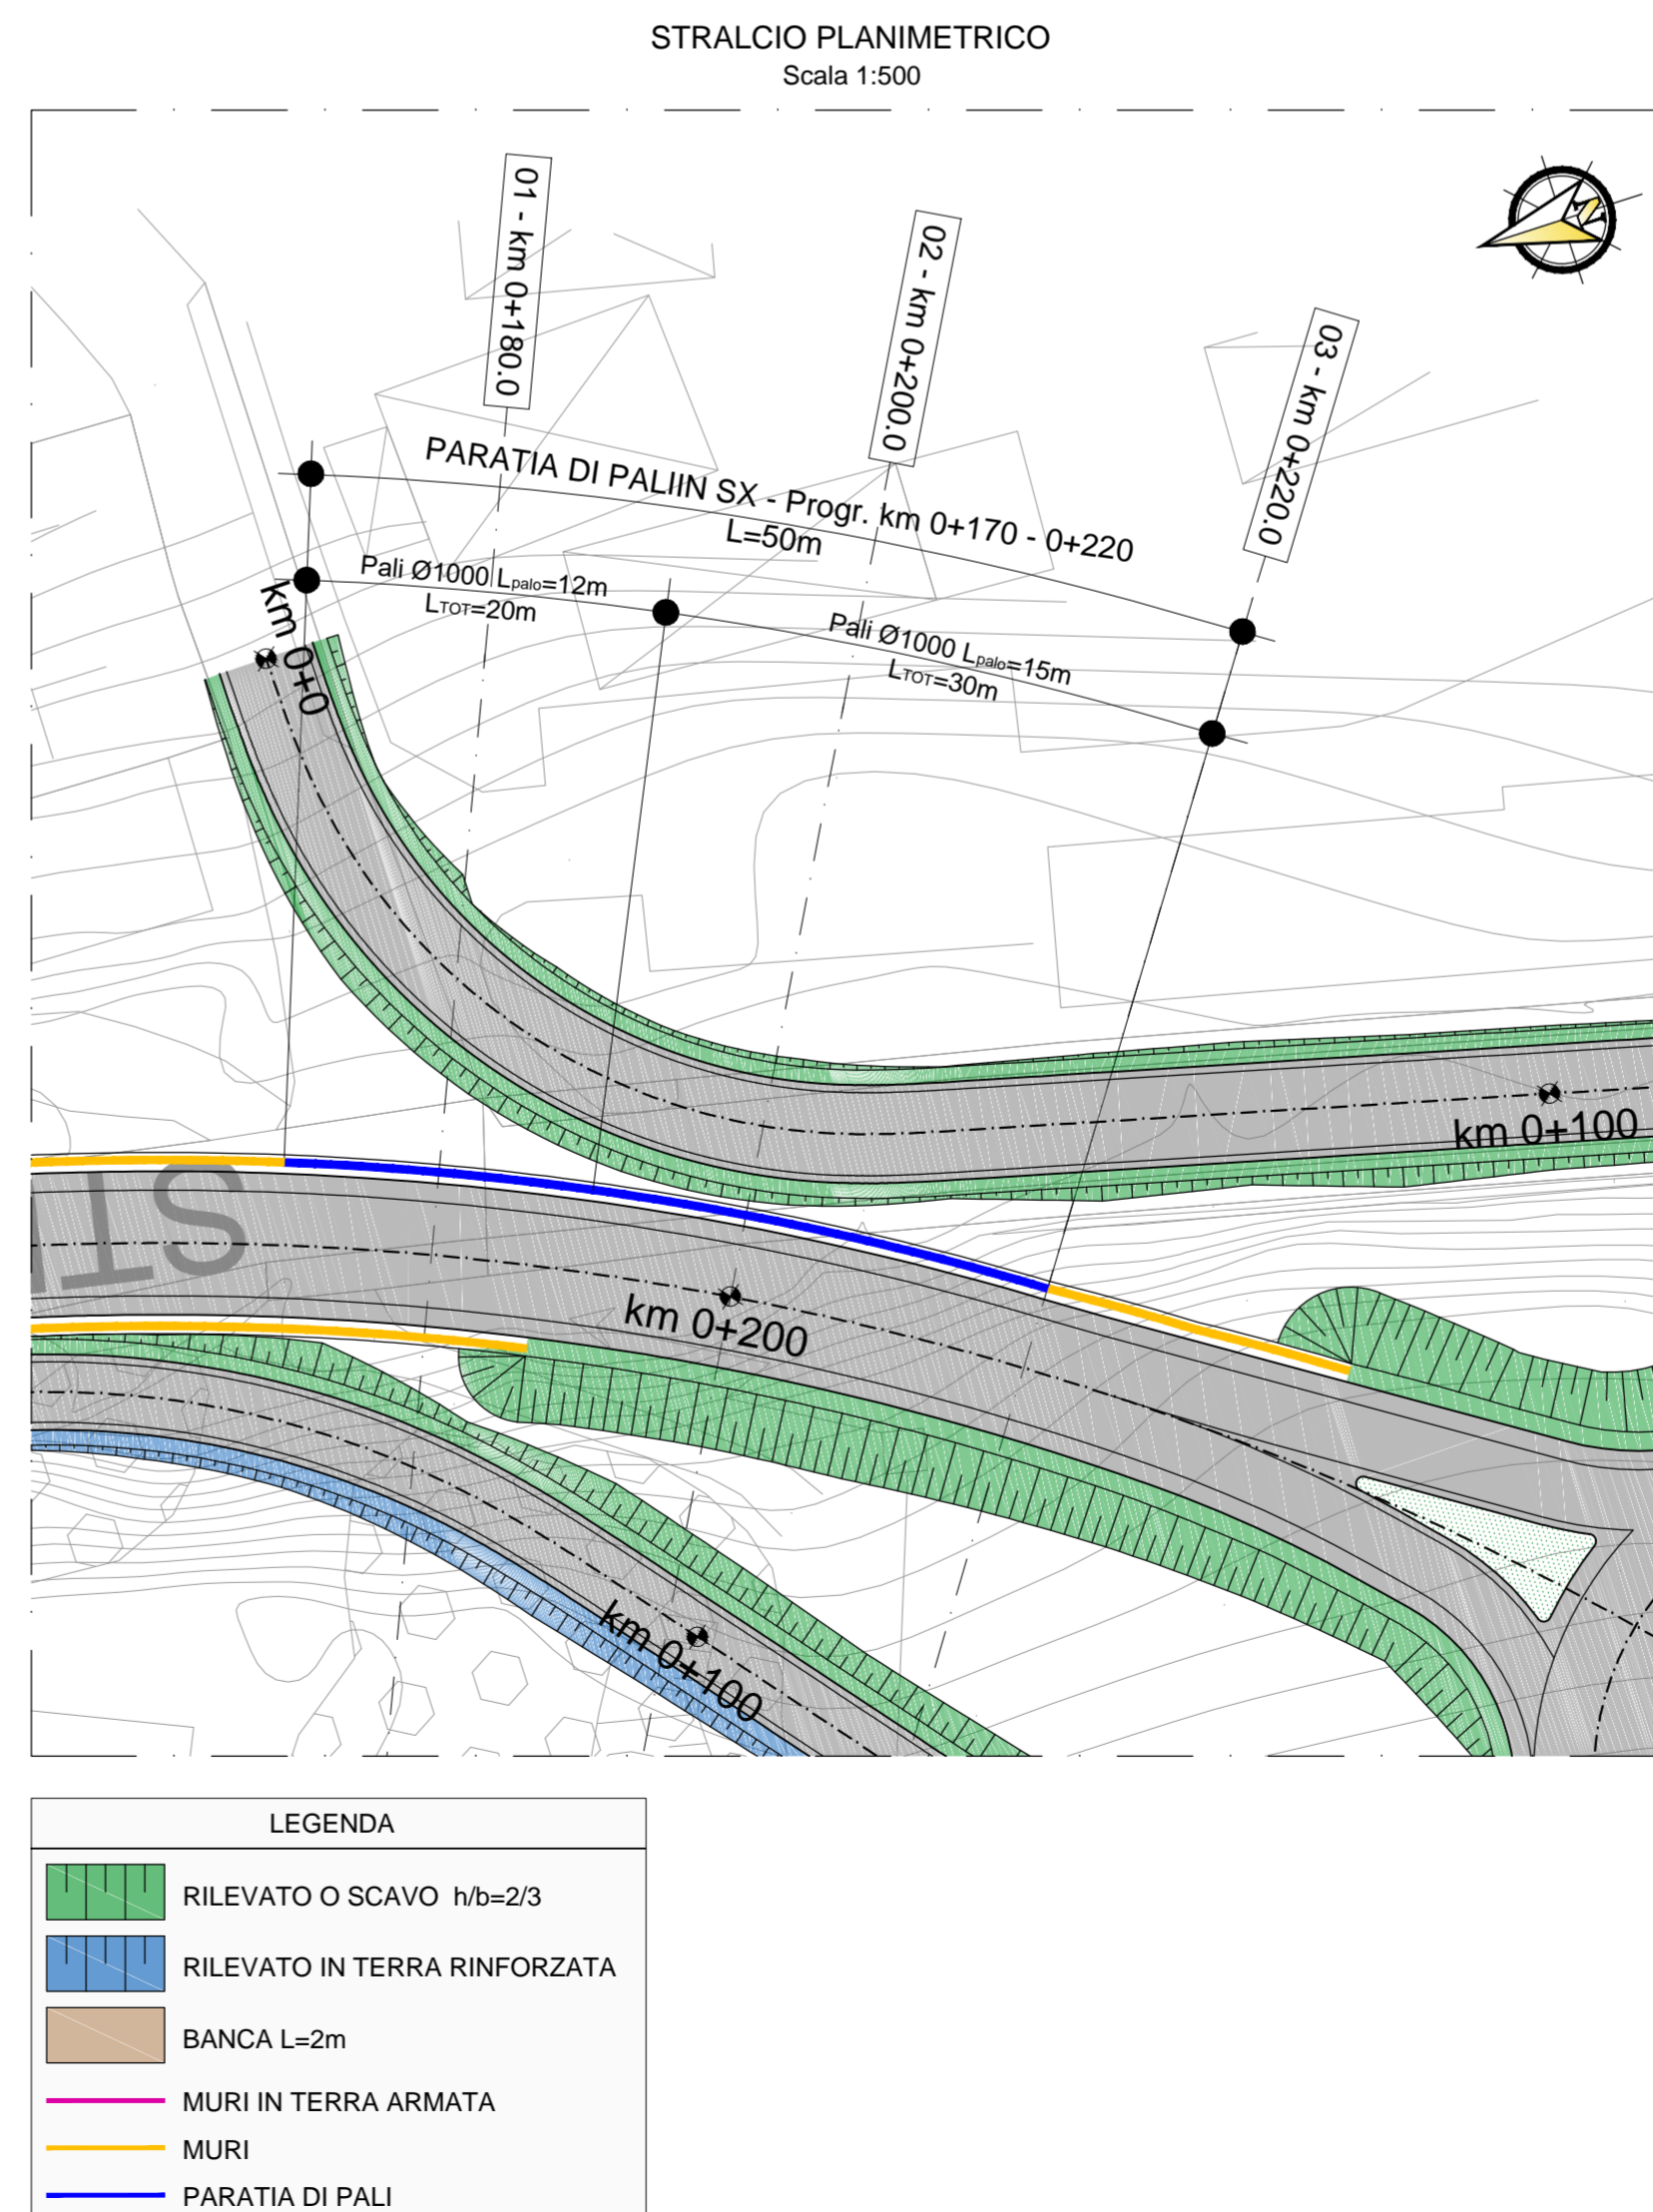 STRALCIO PLANIMETRICO
Scala 1:500
01 - km 0+180.0
02 - km 0+200.0
03 - km 0+220.0
N
PARATIA DI PALIIN SX - Progr. km 0+170 - 0+220
L=50m
Pali Ø1000 Lpalo=12m
LTOT=20m
Pali Ø1000 Lpalo=15m
LTOT=30m
km 0+0
km 0+100
ST
km 0+200
km 0+100
LEGENDA
RILEVATO O SCAVO h/b=2/3
RILEVATO IN TERRA RINFORZATA
BANCA L=2m
MURI IN TERRA ARMATA
MURI
PARATIA DI PALI